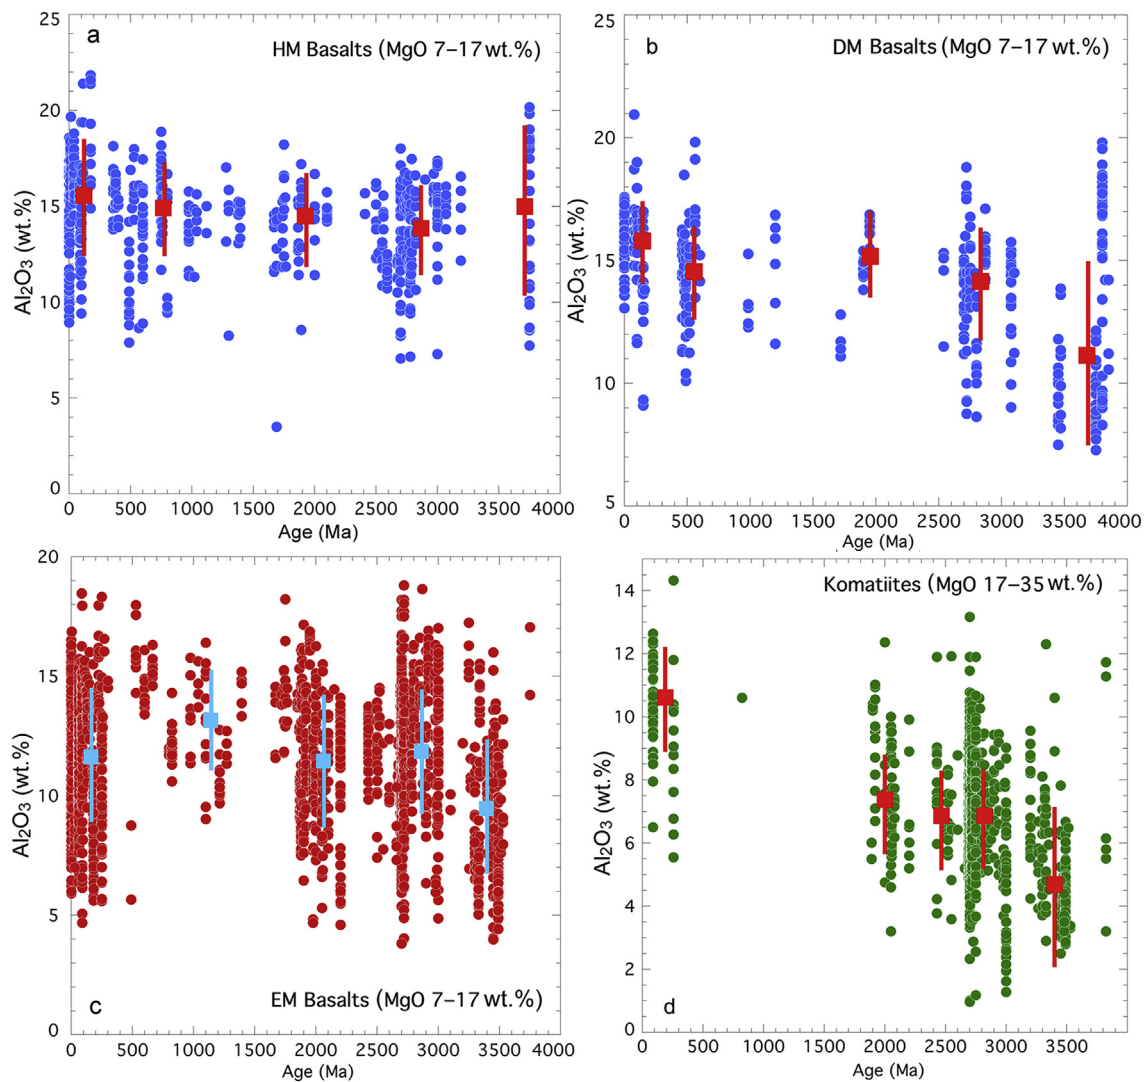 a
HM Basalts (MgO 7–17 wt.%)
25
20
15
10
5
0
Al2O3 (wt.%)
0 500 1000 1500 2000 2500 3000 3500 4000
Age (Ma)
b
DM Basalts (MgO 7–17 wt.%)
25
20
15
10
5
Al2O3 (wt.%)
0 500 1000 1500 2000 2500 3000 3500 4000
Age (Ma)
20
15
10
5
0
Al2O3 (wt.%)
c
EM Basalts (MgO 7–17 wt.%)
0 500 1000 1500 2000 2500 3000 3500 4000
Age (Ma)
Komatiites (MgO 17–35 wt.%)
14
12
10
8
6
4
2
0
Al2O3 (wt.%)
d
0 500 1000 1500 2000 2500 3000 3500
Age (Ma)